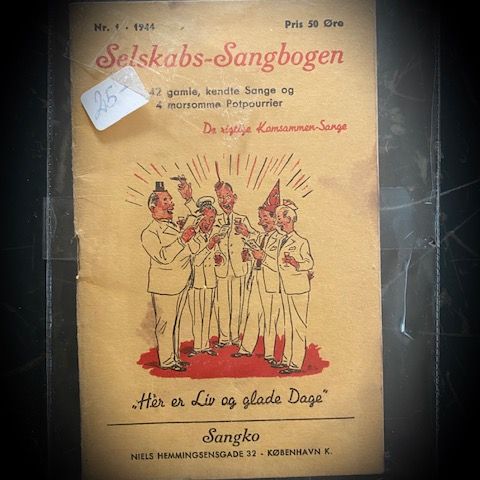 Nr. 1 - 1944 Pris 50 Øre
Selskabs-Sangbogen
25-
42 gamle, kendte Sange og
4 morsomme Potpourrier
De rigtige Komsammen-Sange
„Hér er Liv og glade Dage"
Sangko
NIELS HEMMINGSENSGADE 32 - KØBENHAVN K.